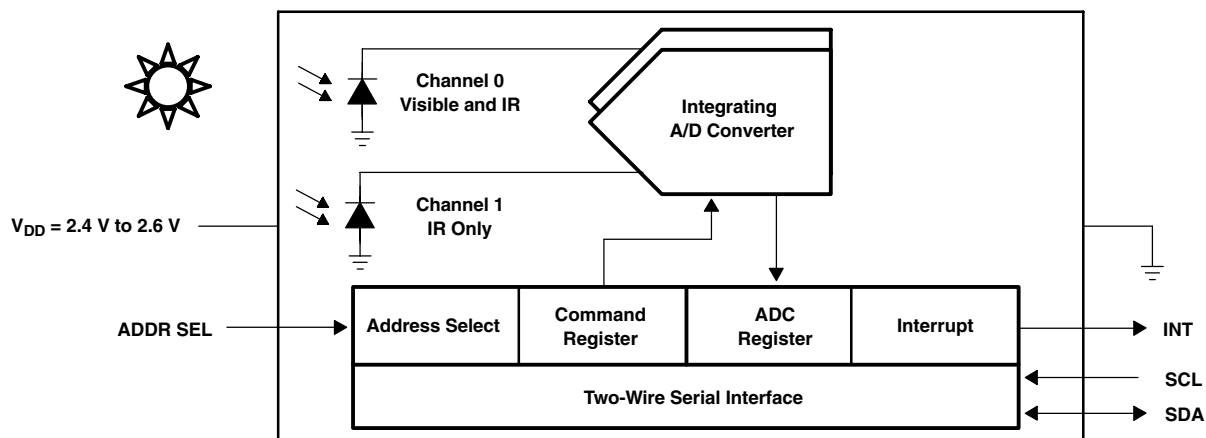 Channel 0
Visible and IR
Integrating
A/D Converter
Channel 1
IR Only
VDD = 2.4 V to 2.6 V
ADDR SEL
Address Select
Command
Register
ADC
Register
Interrupt
INT
Two-Wire Serial Interface
SCL
SDA